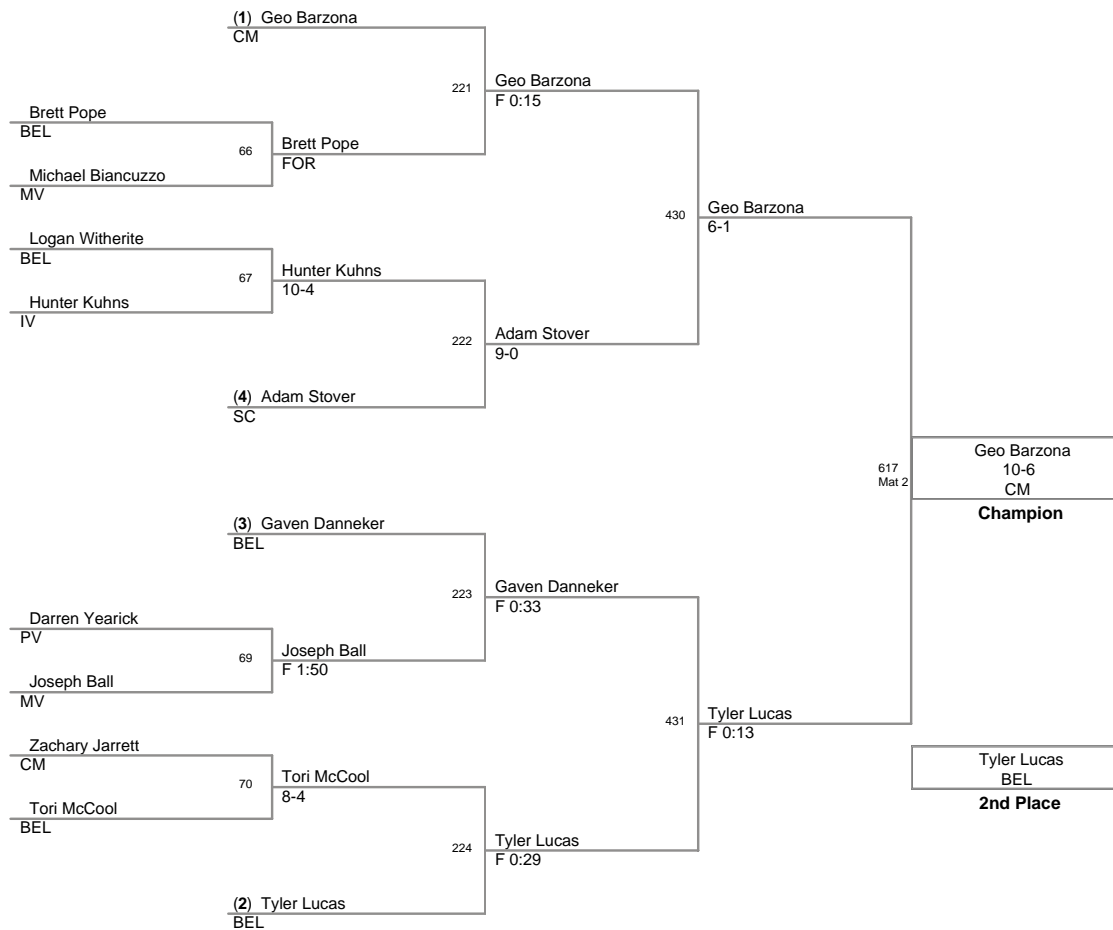 (1) Geo Barzona
CM
221
Geo Barzona
F 0:15
Brett Pope
BEL
66
Brett Pope
FOR
Michael Biancuzzo
MV
430
Geo Barzona
6-1
Logan Witherite
BEL
67
Hunter Kuhns
10-4
Hunter Kuhns
IV
222
Adam Stover
9-0
(4) Adam Stover
SC
617
Mat 2
Geo Barzona
10-6
CM
Champion
(3) Gaven Danneker
BEL
223
Gaven Danneker
F 0:33
Darren Yearick
PV
69
Joseph Ball
F 1:50
Joseph Ball
MV
431
Tyler Lucas
F 0:13
Zachary Jarrett
CM
70
Tori McCool
8-4
Tori McCool
BEL
Tyler Lucas
BEL
2nd Place
224
Tyler Lucas
F 0:29
(2) Tyler Lucas
BEL